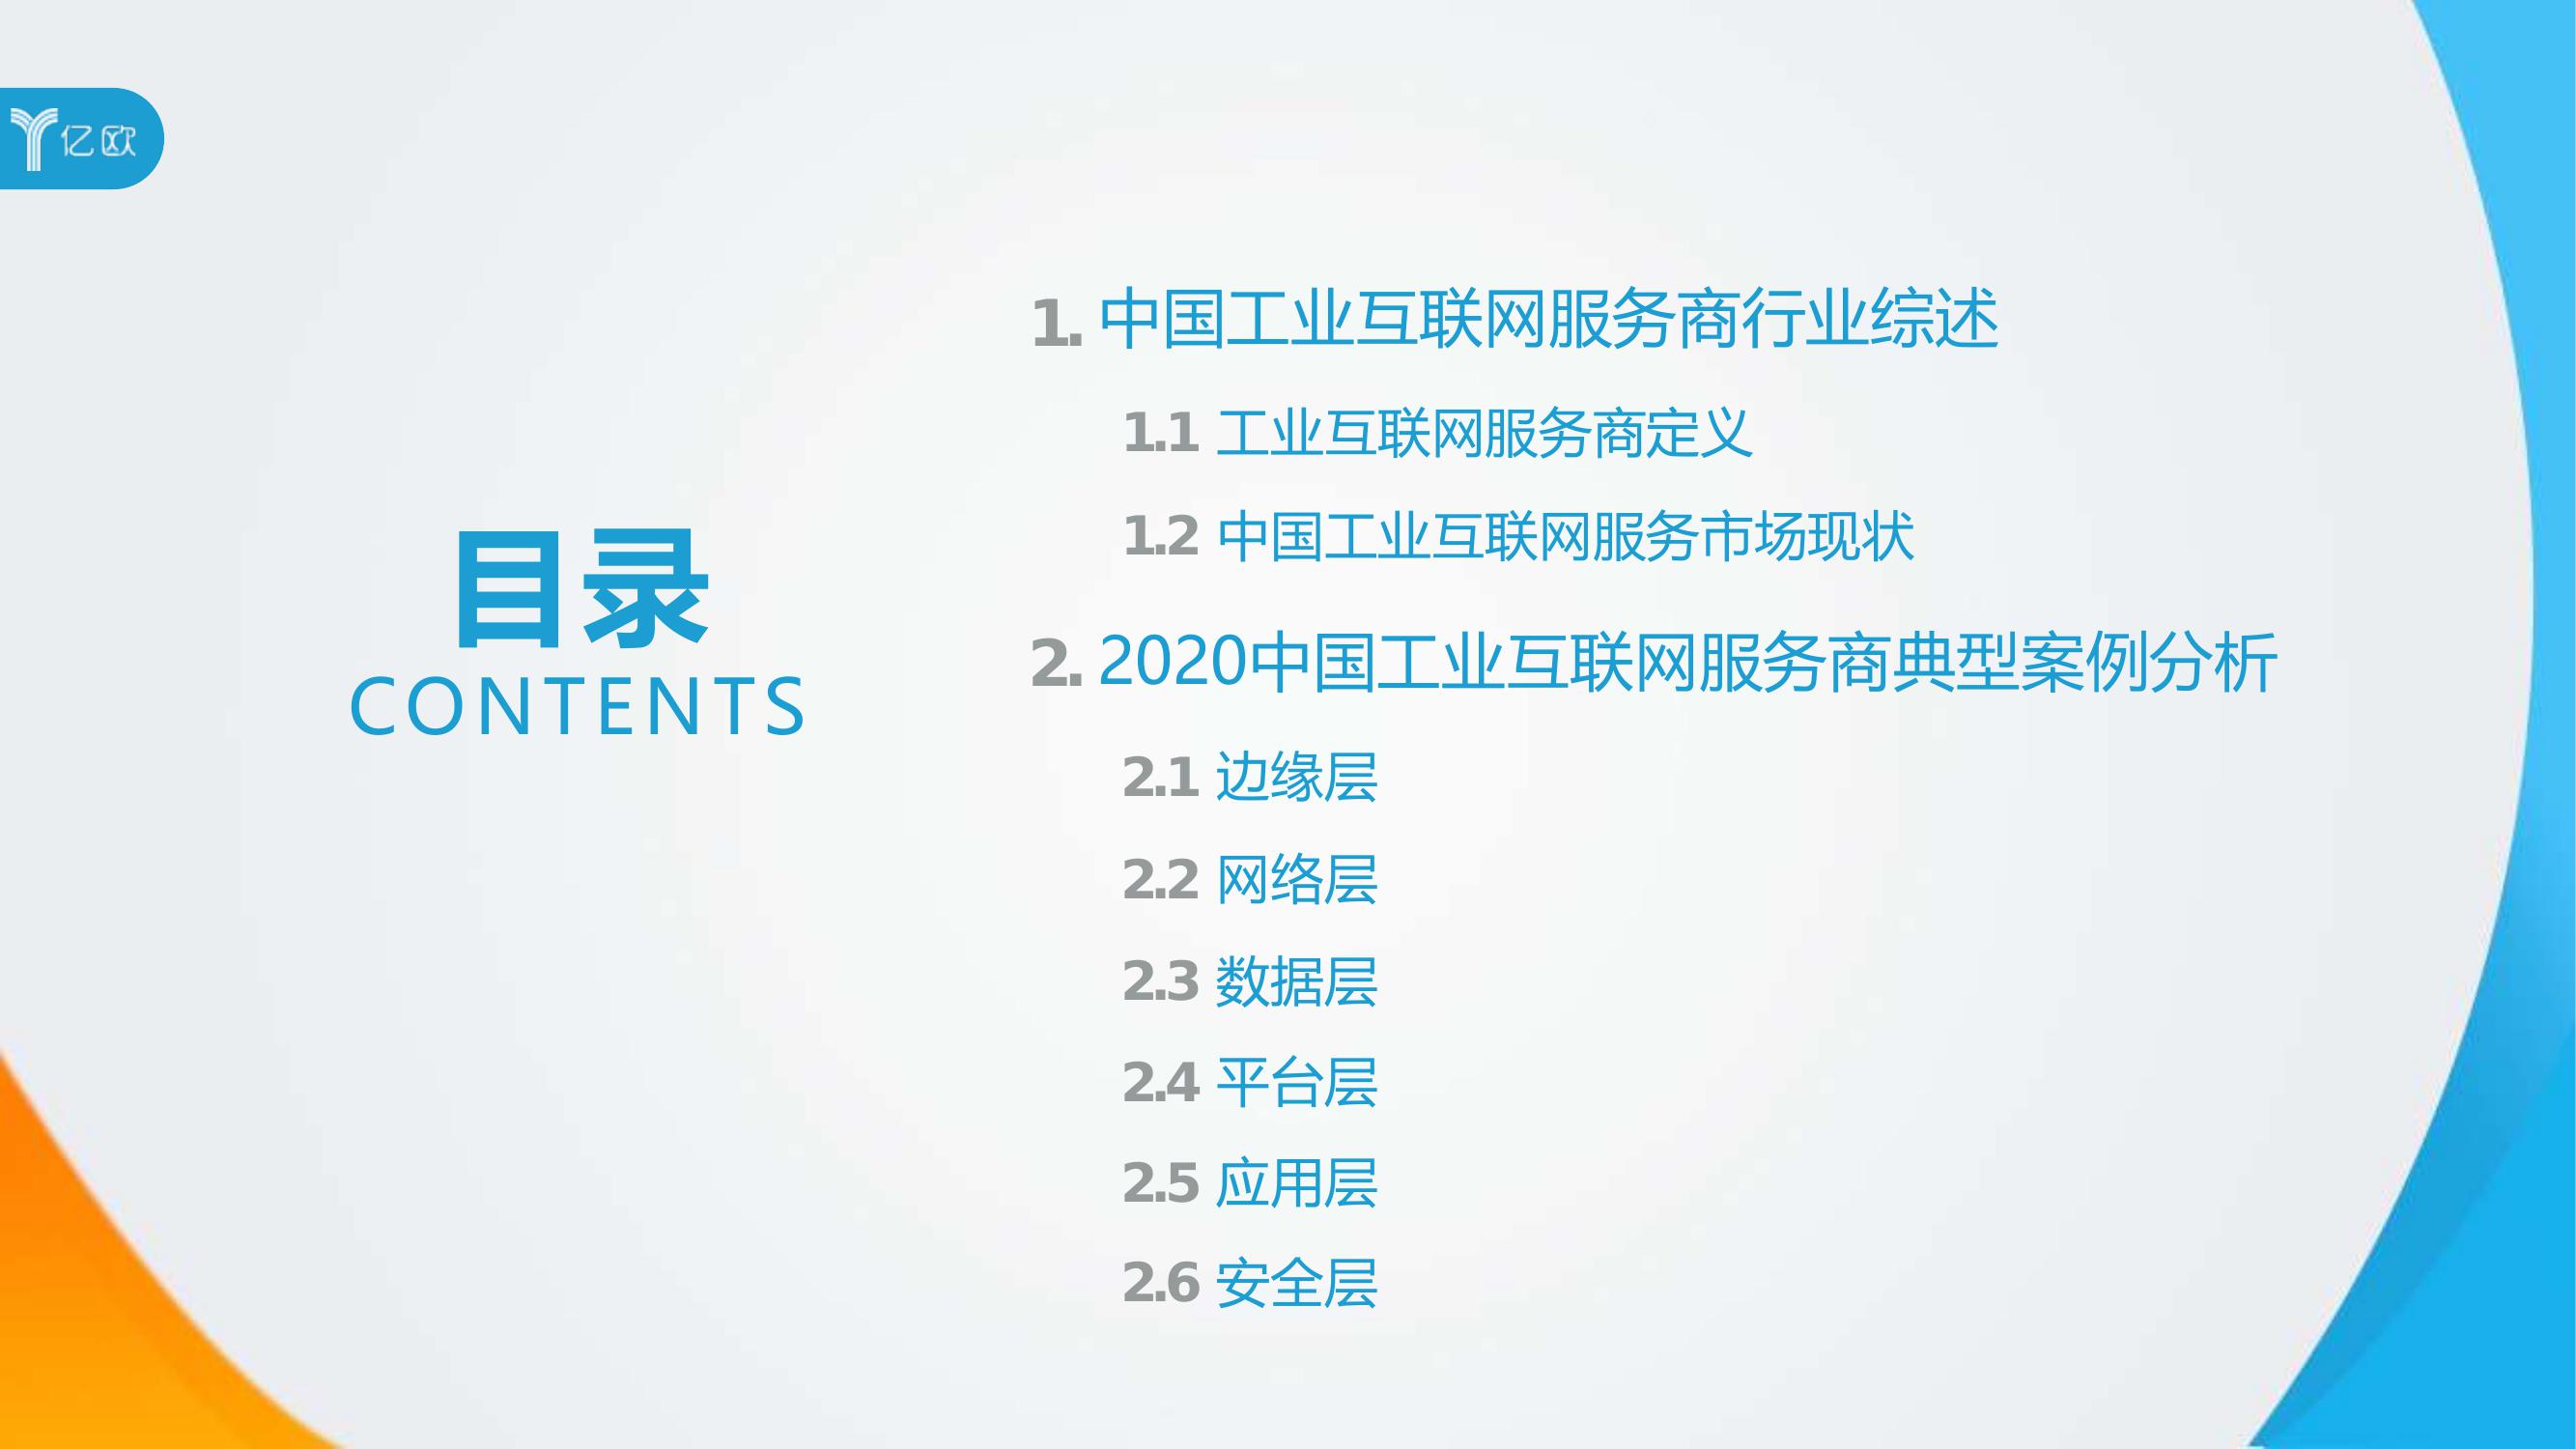 亿欧
目录
CONTENTS
1. 中国工业互联网服务商行业综述
1.1 工业互联网服务商定义
1.2 中国工业互联网服务市场现状
2. 2020中国工业互联网服务商典型案例分析
2.1 边缘层
2.2 网络层
2.3 数据层
2.4 平台层
2.5 应用层
2.6 安全层